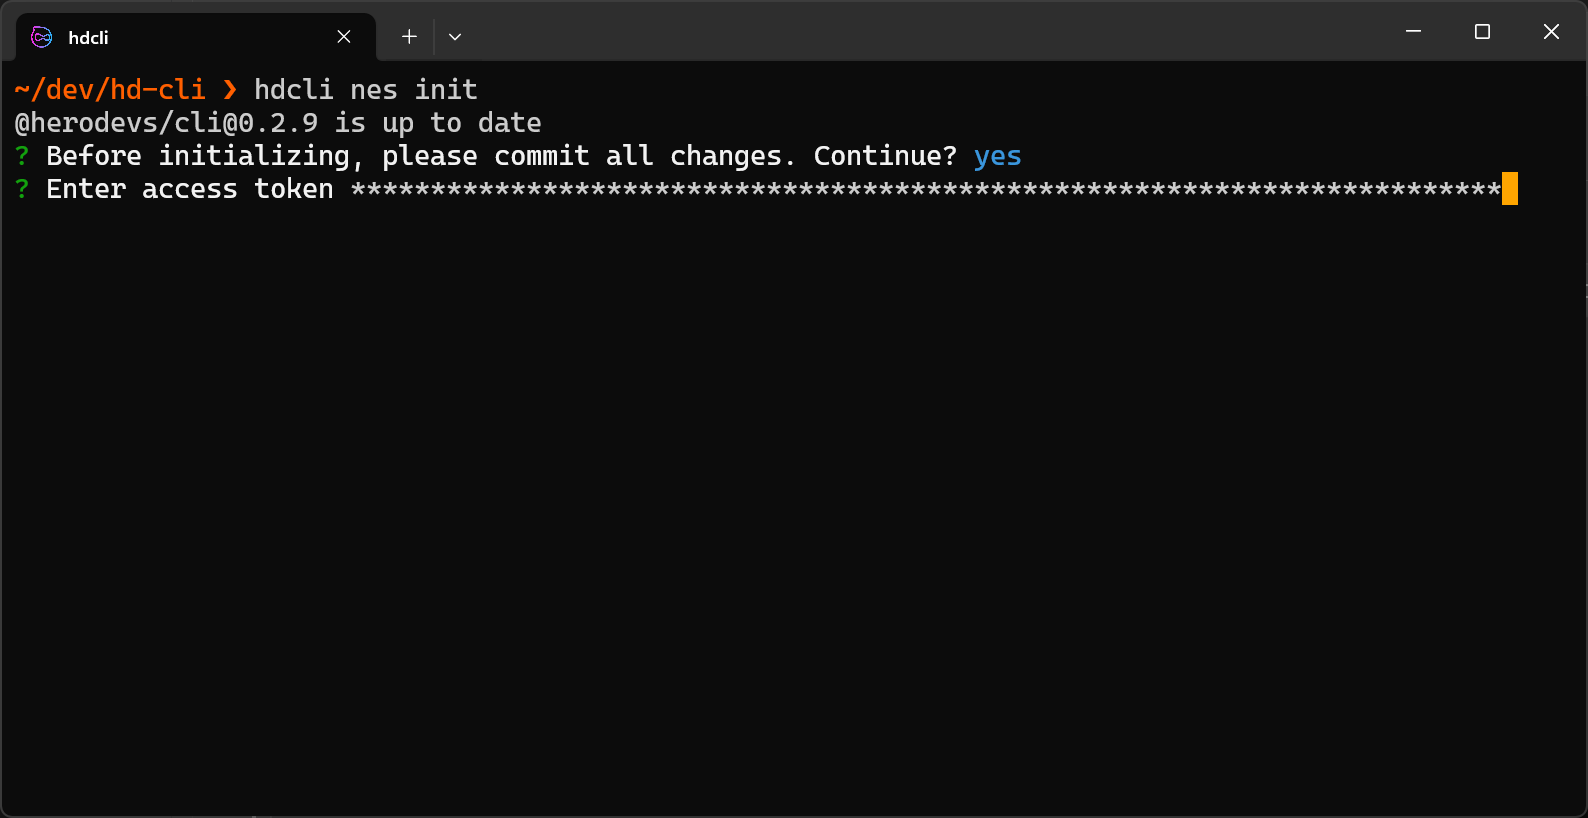 hdcli
~/dev/hd-cli ❯ hdcli nes init
@herodevs/cli@0.2.9 is up to date
? Before initializing, please commit all changes. Continue? yes
? Enter access token ************************************************************************